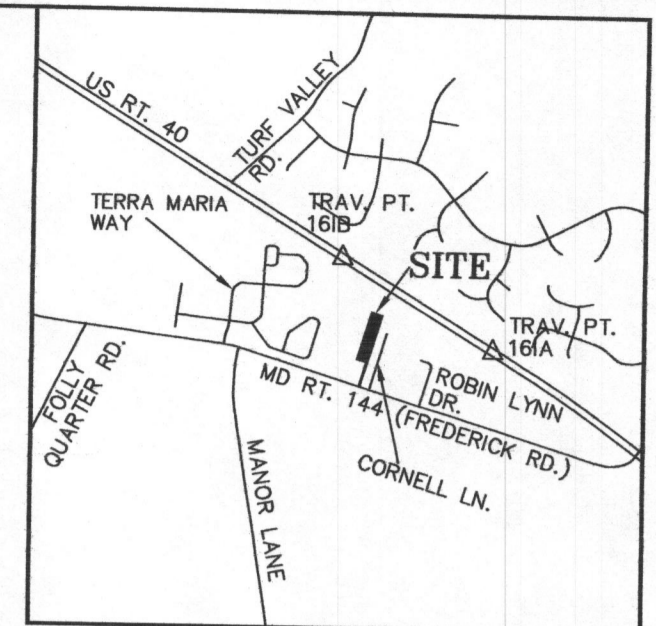 US RT. 40
TURF VALLEY
RD.
TERRA MARIA
WAY
TRAV. PT.
16IB
SITE
TRAV. PT.
16IA
FOLLY
QUARTER RD.
MD RT. 144 (FREDERICK RD.)
ROBIN LYNN
DR.
CORNELL LN.
MANOR LANE